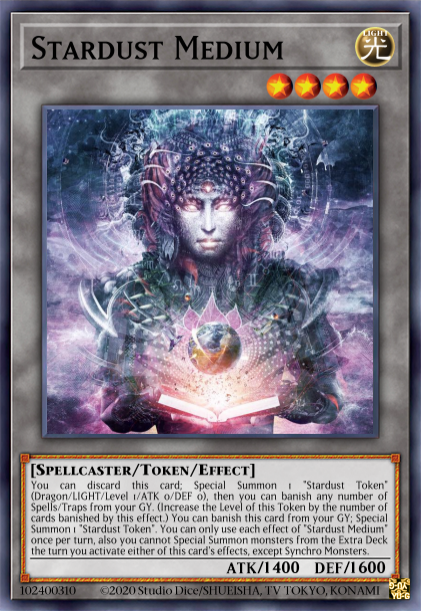 Stardust Medium
LIGHT
光
[Spellcaster/Token/Effect]
You can discard this card; Special Summon 1 "Stardust Token"
(Dragon/LIGHT/Level 1/ATK 0/DEF 0), then you can banish any number of
Spells/Traps from your GY. (Increase the Level of this Token by the number of
cards banished by this effect.) You can banish this card from your GY; Special
Summon 1 "Stardust Token". You can only use each effect of "Stardust Medium"
once per turn, also you cannot Special Summon monsters from the Extra Deck
the turn you activate either of this card's effects, except Synchro Monsters.
ATK/1400 DEF/1600
102400310 ©2020 Studio Dice/SHUEISHA, TV TOKYO, KONAMI